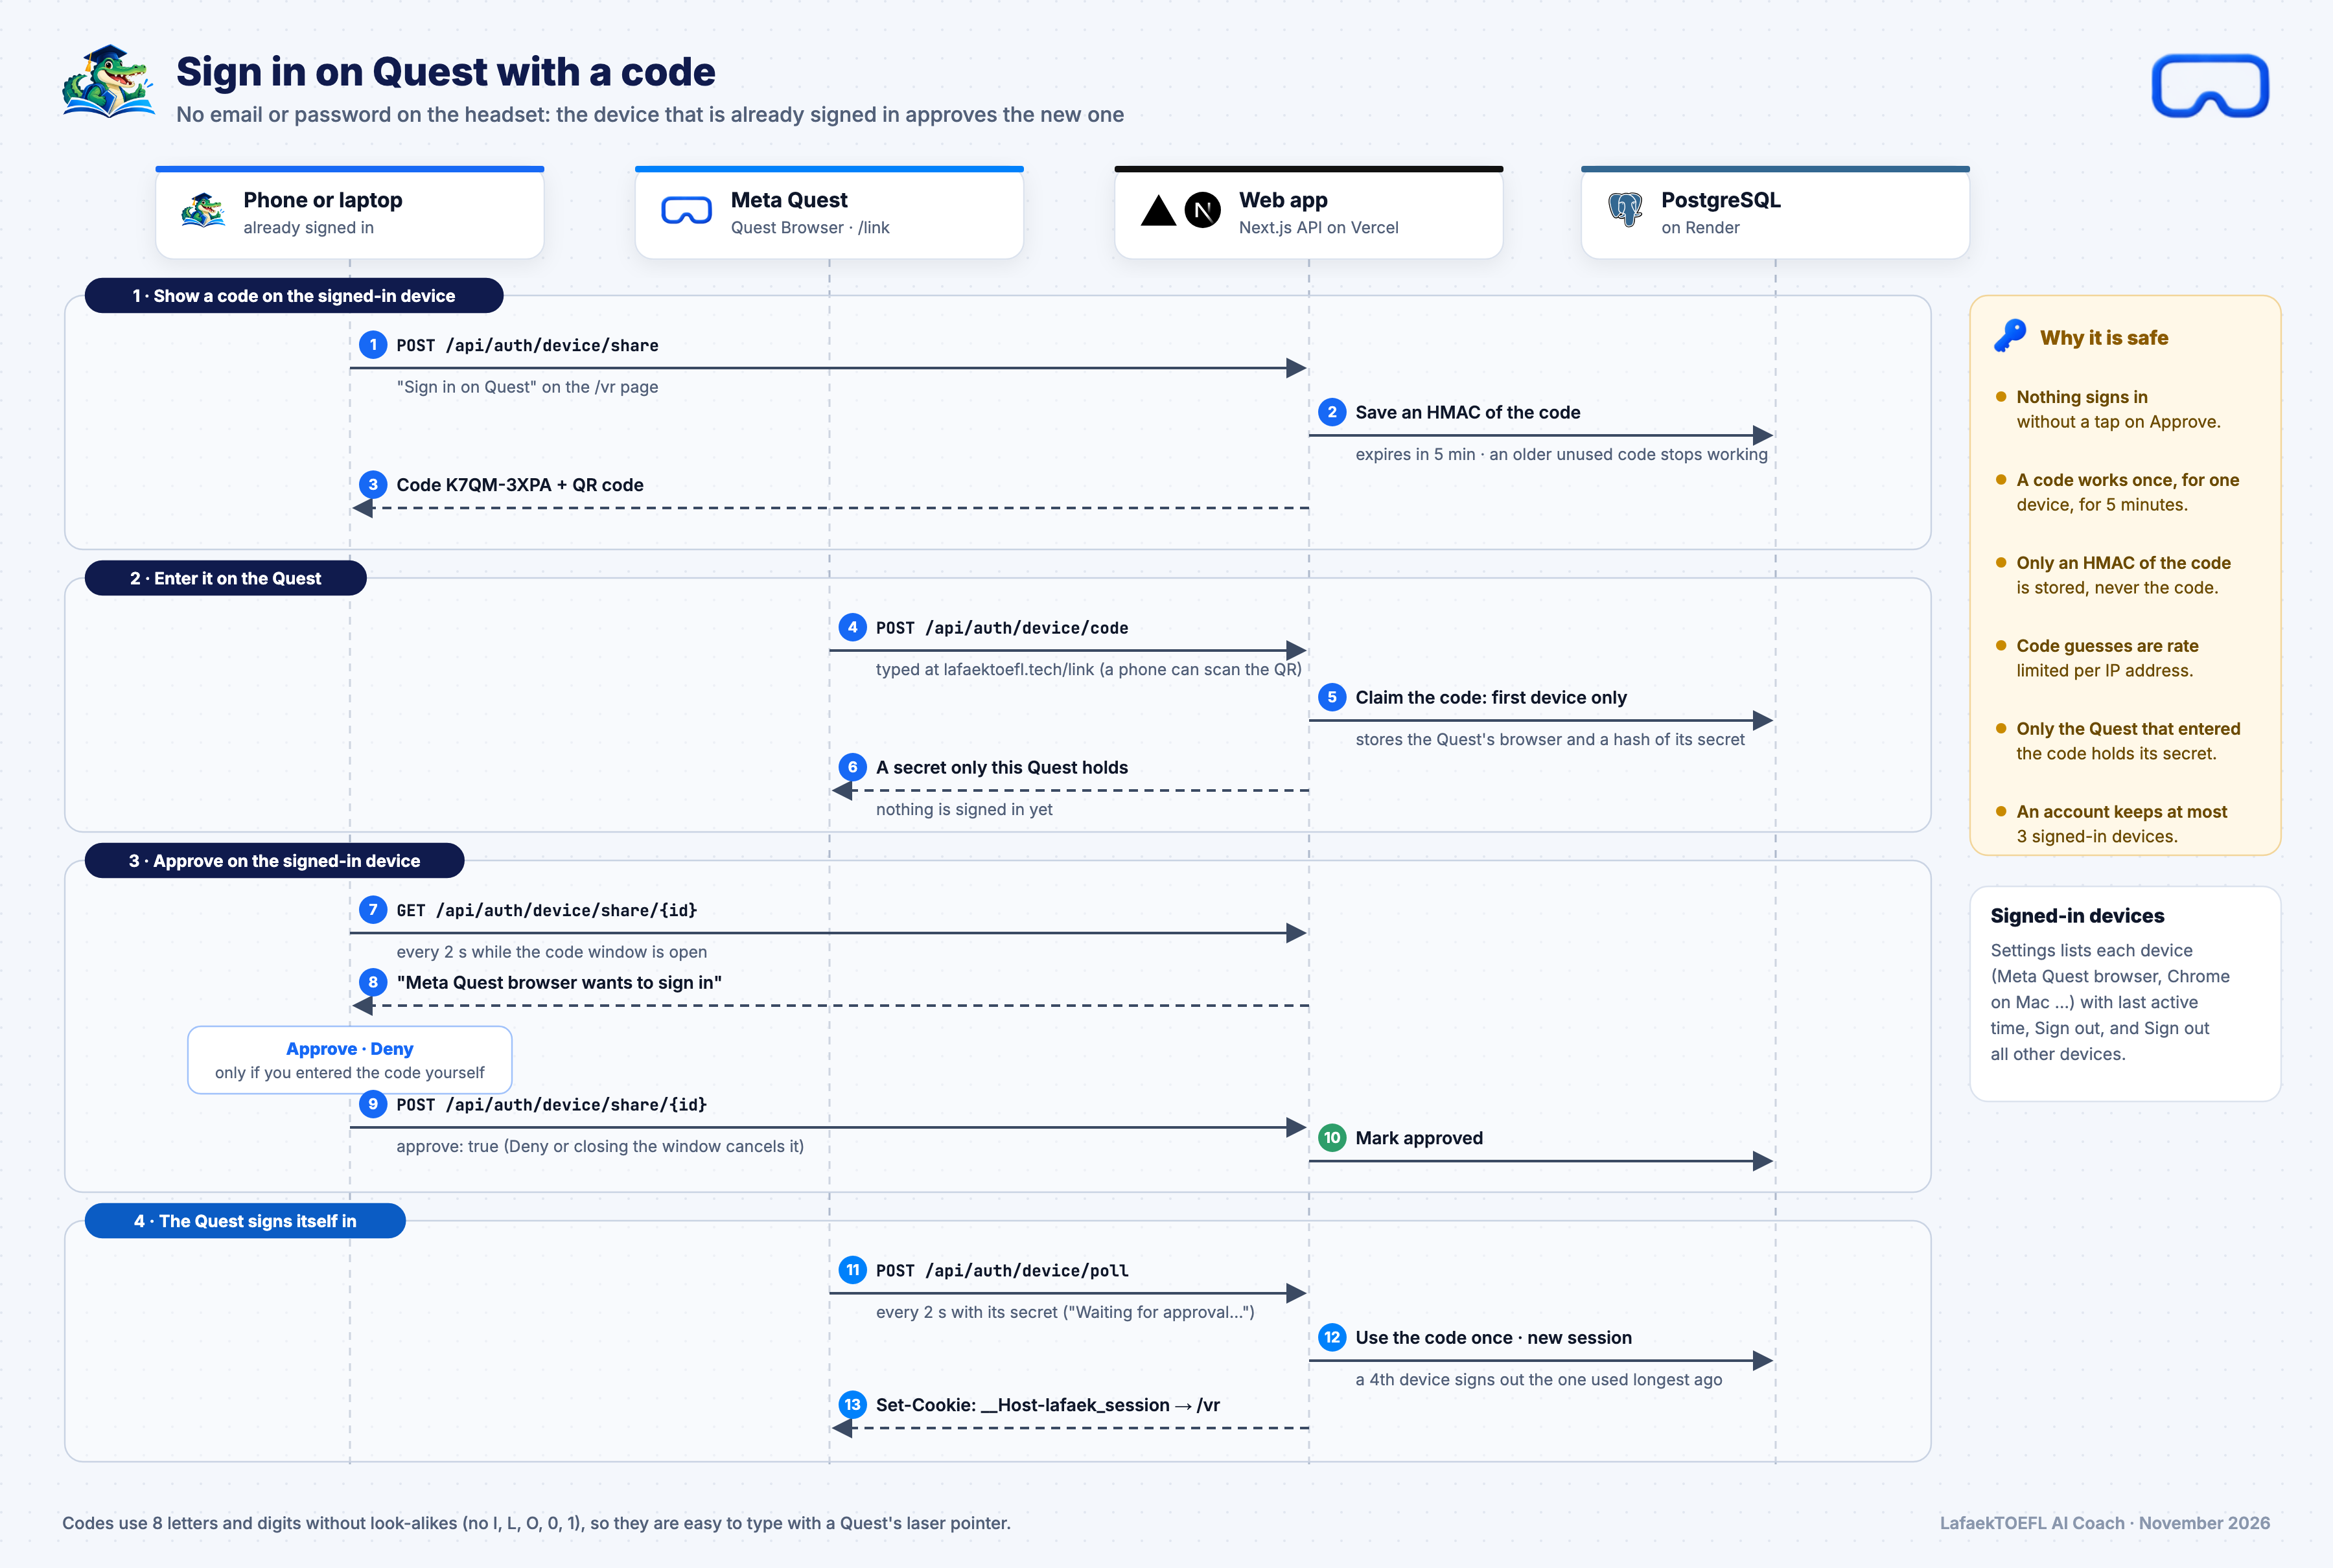 Sign in on Quest with a code
No email or password on the headset: the device that is already signed in approves the new one
Phone or laptop
already signed in
Meta Quest
Quest Browser · /link
N
Web app
Next.js API on Vercel
PostgreSQL
on Render
1 · Show a code on the signed-in device
1 POST /api/auth/device/share
"Sign in on Quest" on the /vr page
2 Save an HMAC of the code
expires in 5 min · an older unused code stops working
3 Code K7QM-3XPA + QR code
2 · Enter it on the Quest
4 POST /api/auth/device/code
typed at lafaektoefl.tech/link (a phone can scan the QR)
5 Claim the code: first device only
stores the Quest's browser and a hash of its secret
6 A secret only this Quest holds
nothing is signed in yet
3 · Approve on the signed-in device
7 GET /api/auth/device/share/{id}
every 2 s while the code window is open
8 "Meta Quest browser wants to sign in"
Approve · Deny
only if you entered the code yourself
9 POST /api/auth/device/share/{id}
approve: true (Deny or closing the window cancels it)
10 Mark approved
4 · The Quest signs itself in
11 POST /api/auth/device/poll
every 2 s with its secret ("Waiting for approval...")
12 Use the code once · new session
a 4th device signs out the one used longest ago
13 Set-Cookie: __Host-lafaek_session → /vr
Why it is safe
Nothing signs in
without a tap on Approve.
A code works once, for one
device, for 5 minutes.
Only an HMAC of the code
is stored, never the code.
Code guesses are rate
limited per IP address.
Only the Quest that entered
the code holds its secret.
An account keeps at most
3 signed-in devices.
Signed-in devices
Settings lists each device
(Meta Quest browser, Chrome
on Mac ...) with last active
time, Sign out, and Sign out
all other devices.
Codes use 8 letters and digits without look-alikes (no I, L, O, 0, 1), so they are easy to type with a Quest's laser pointer.
LafaekTOEFL AI Coach · November 2026